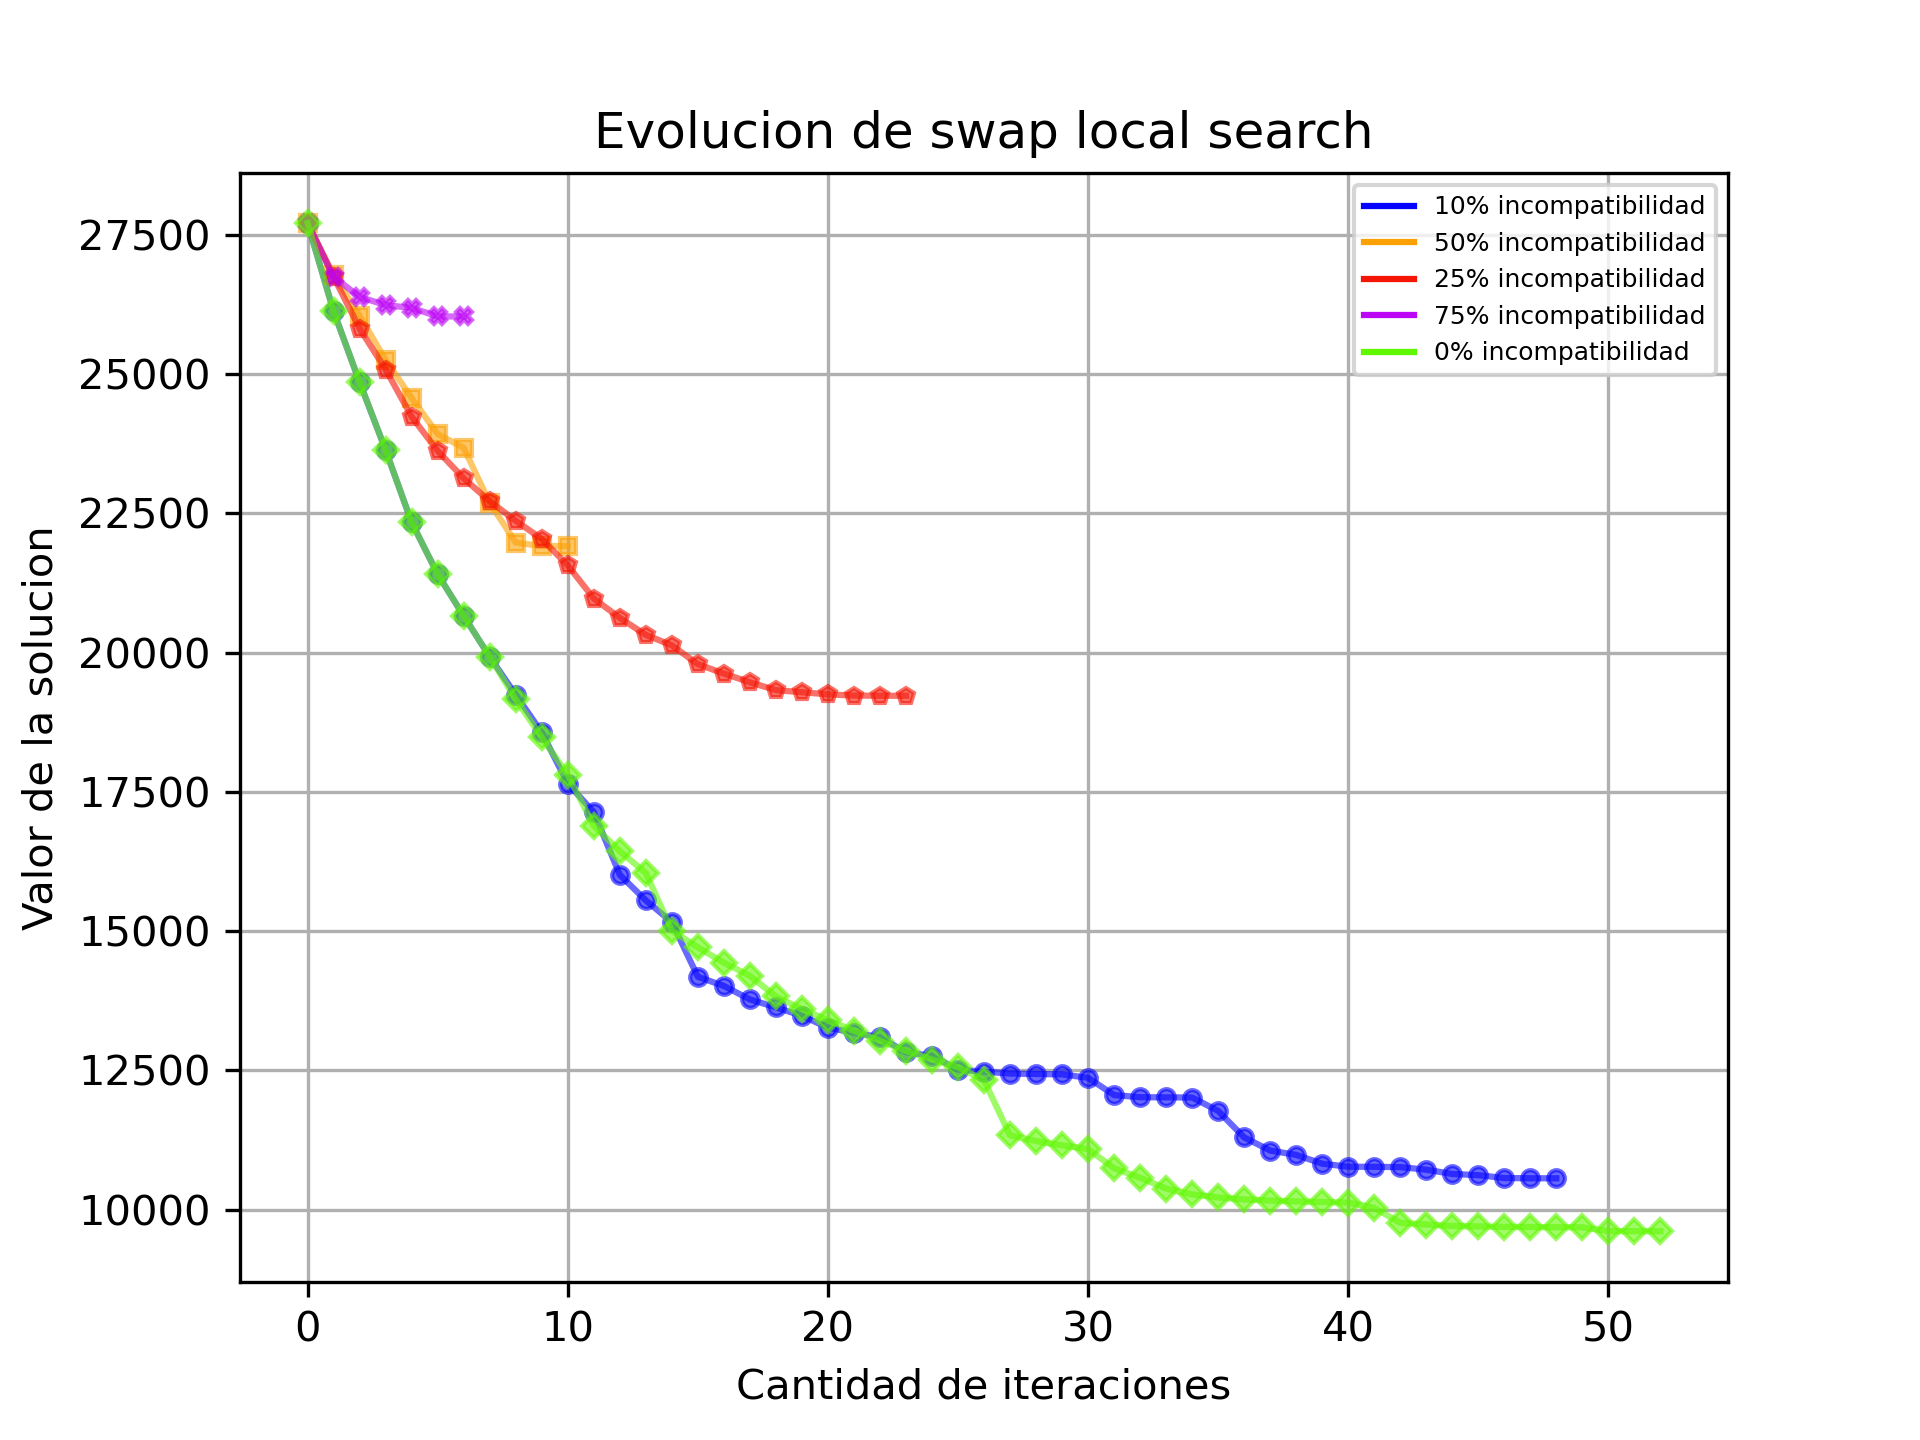 Evolucion de swap local search
10% incompatibilidad
50% incompatibilidad
25% incompatibilidad
75% incompatibilidad
0% incompatibilidad
Valor de la solucion
27500
25000
22500
20000
17500
15000
12500
10000
0 10 20 30 40 50
Cantidad de iteraciones